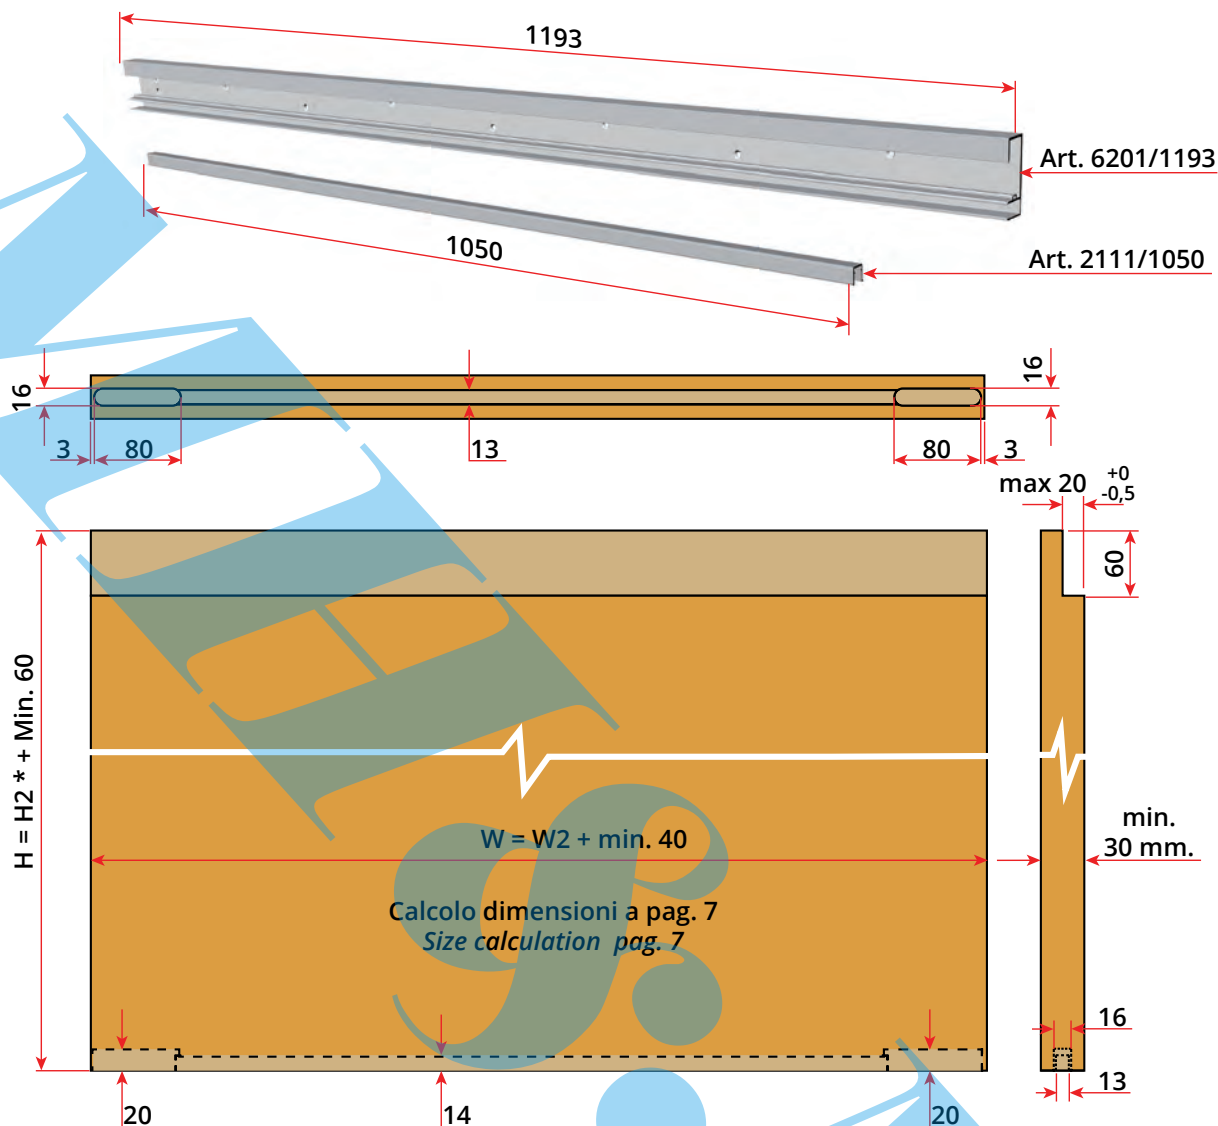 1193
Art. 6201/1193
1050
Art. 2111/1050
16
16
3
80
13
80
3
max 20 +0
-0,5
60
H = H2 * + Min. 60
W = W2 + min. 40
min.
30 mm.
Calcolo dimensioni a pag. 7
Size calculation pag. 7
16
13
20
14
20